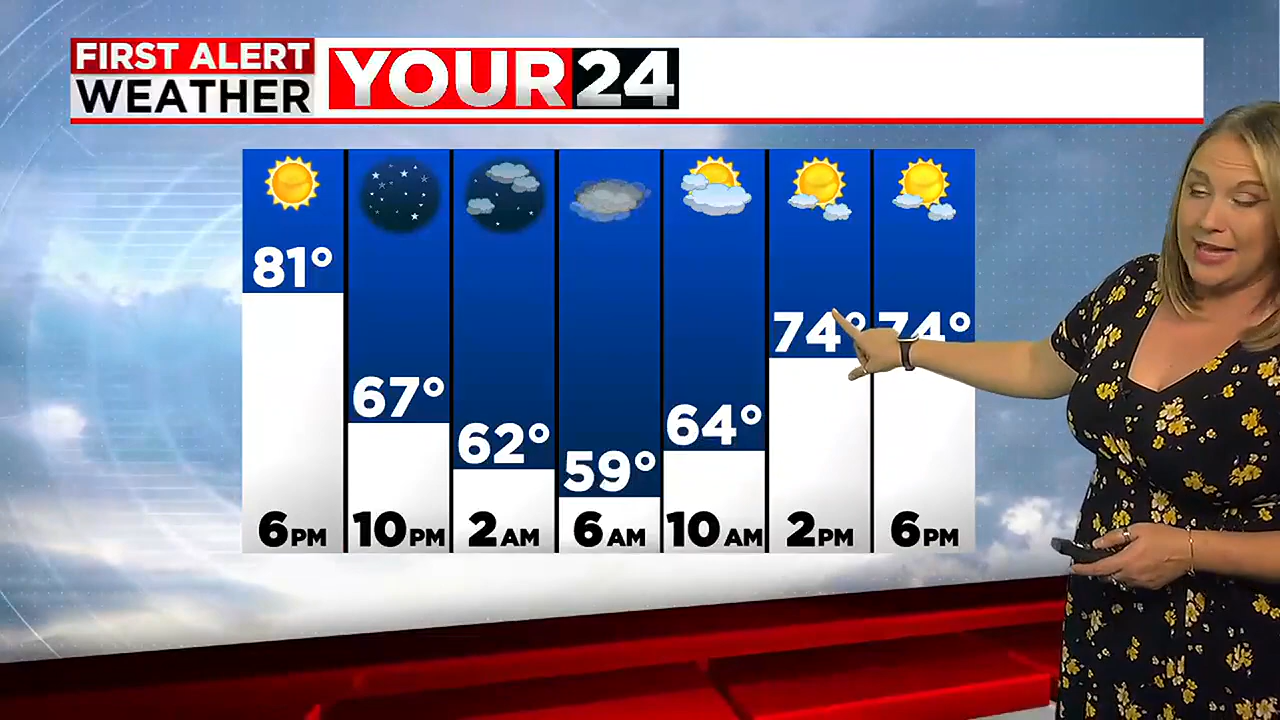 FIRST ALERT
WEATHER
YOUR24
81°
67°
62°
59°
64°
74°
74°
6PM
10PM
2AM
6AM
10AM
2PM
6PM